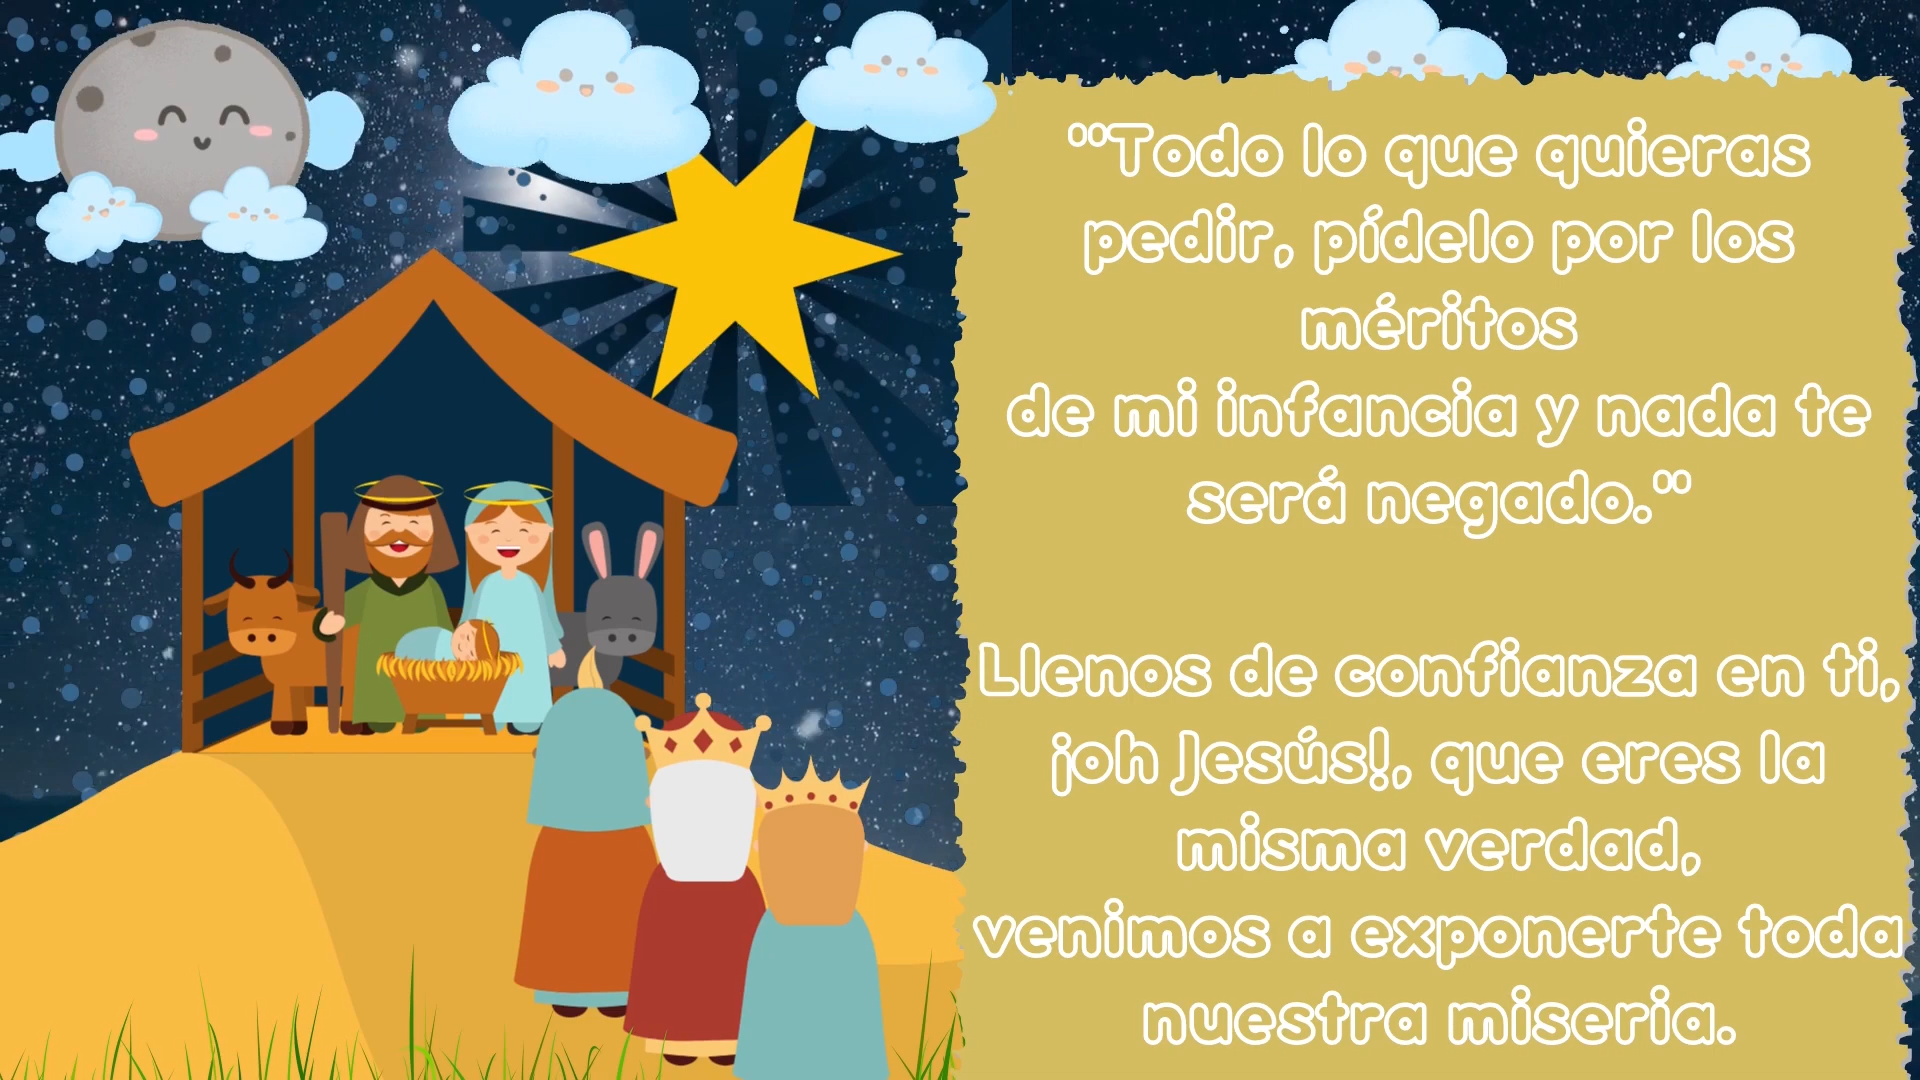 "Todo lo que quieras
pedir, pídelo por los
méritos
de mi infancia y nada te
será negado."
Llenos de confianza en ti,
¡oh Jesús!, que eres la
misma verdad,
venimos a exponerte toda
nuestra miseria.